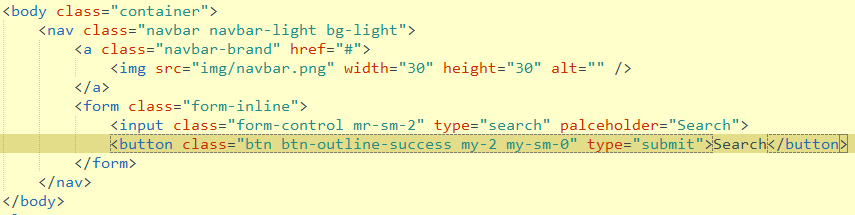 <body class="container">
<nav class="navbar navbar-light bg-light">
<a class="navbar-brand" href="#">
<img src="img/navbar.png" width="30" height="30" alt="" />
</a>
<form class="form-inline">
<input class="form-control mr-sm-2" type="search" palceholder="Search">
<button class="btn btn-outline-success my-2 my-sm-0" type="submit">Search</button>
</form>
</nav>
</body>